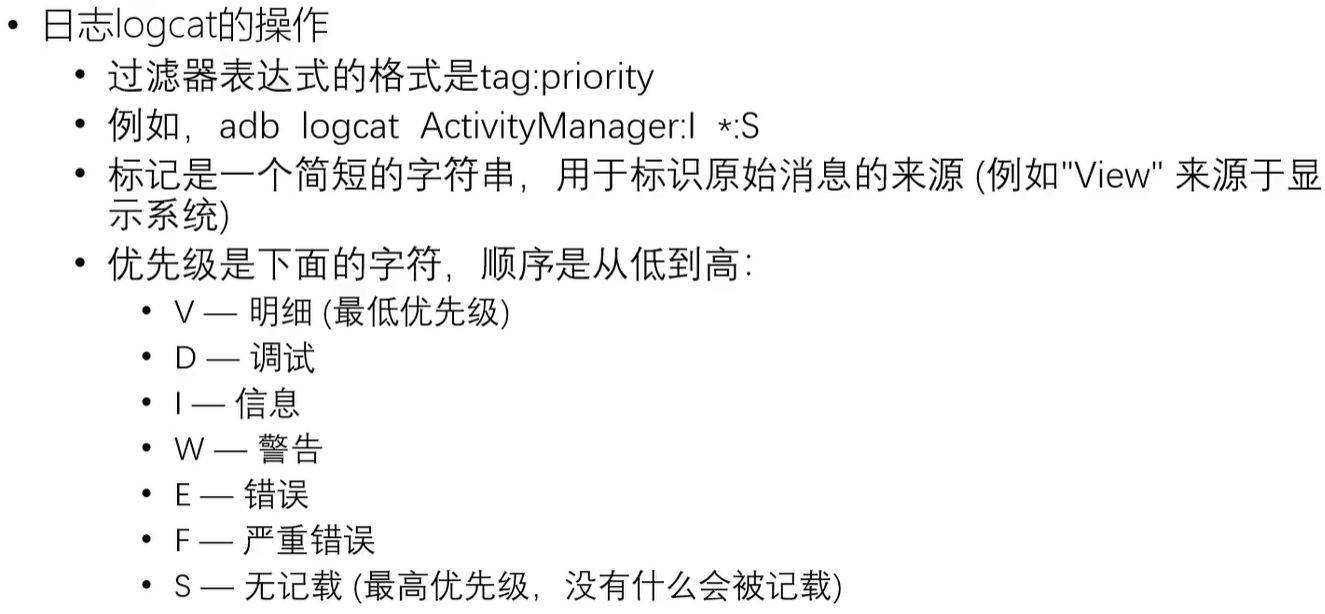 • 日志logcat的操作
• 过滤器表达式的格式是tag:priority
• 例如，adb logcat ActivityManager:I *:S
• 标记是一个简短的字符串，用于标识原始消息的来源 (例如"View" 来源于显
示系统)
• 优先级是下面的字符，顺序是从低到高：
• V — 明细 (最低优先级)
• D — 调试
• I — 信息
• W — 警告
• E — 错误
• F — 严重错误
• S — 无记载 (最高优先级，没有什么会被记载)